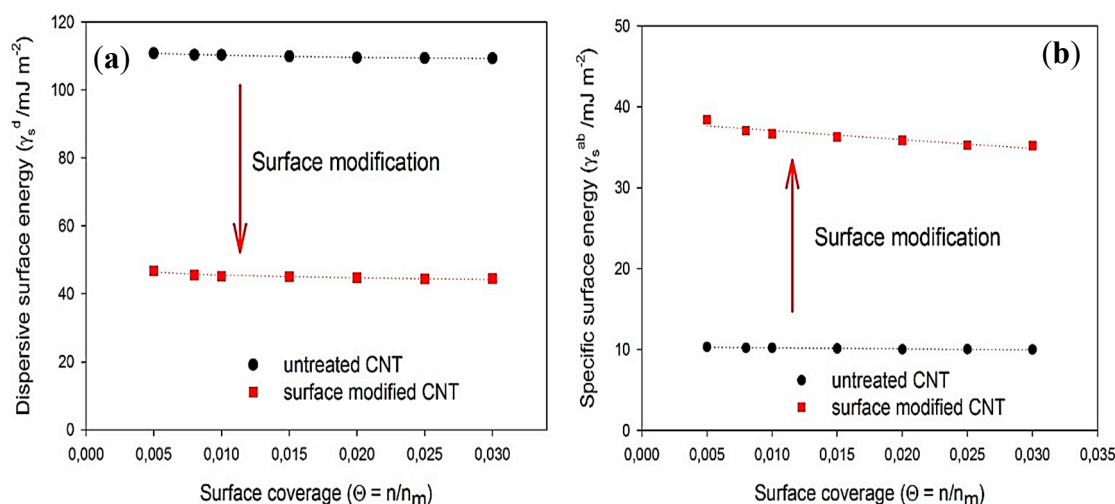 (a)
Dispersive surface energy (γₛᵈ /mJ m⁻²)
120
100
80
60
40
20
0
Surface modification
untreated CNT
surface modified CNT
0,000 0,005 0,010 0,015 0,020 0,025 0,030
Surface coverage (Θ = n/nₘ)
(b)
Specific surface energy (γₛᵃᵇ /mJ m⁻²)
50
40
30
20
10
0
Surface modification
untreated CNT
surface modified CNT
0,000 0,005 0,010 0,015 0,020 0,025 0,030 0,035
Surface coverage (Θ = n/nₘ)